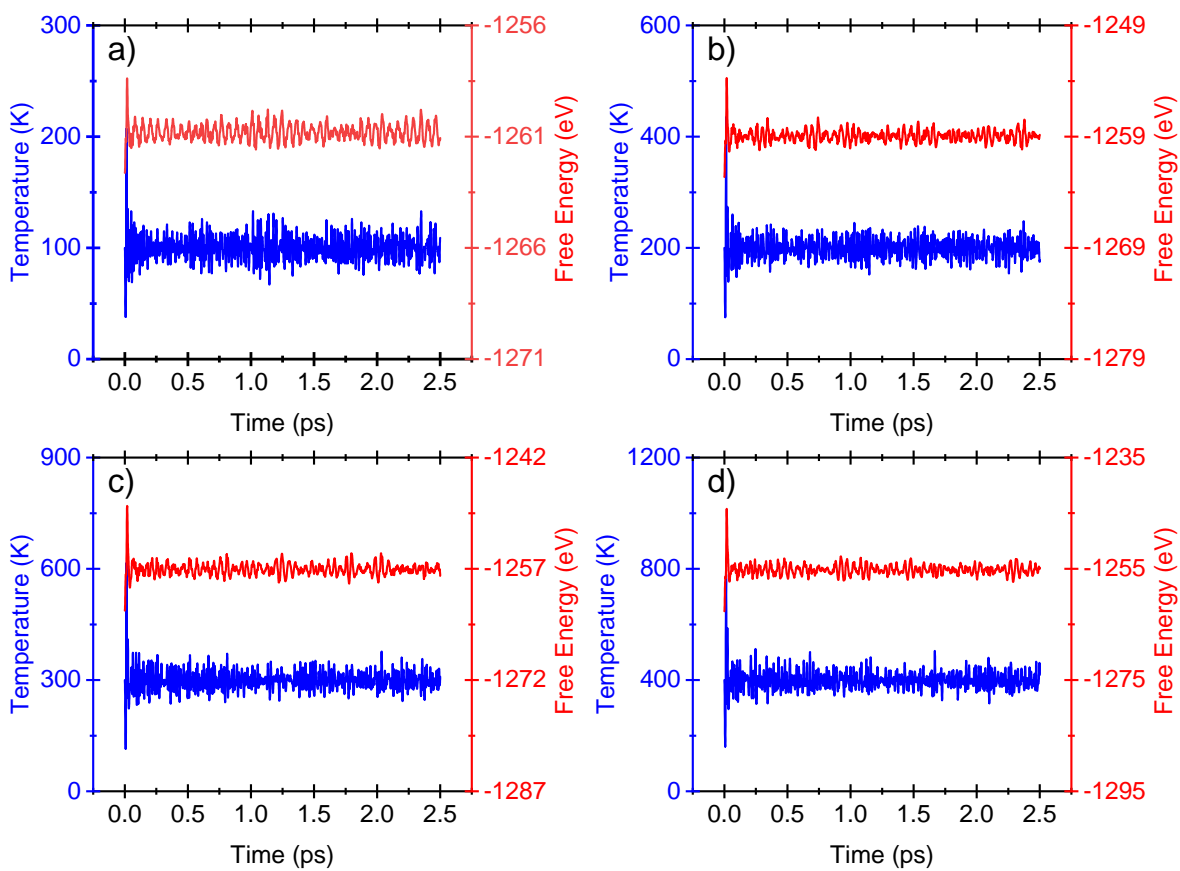 a)
300
200
100
0
Temperature (K)
-1256
-1261
-1266
-1271
Free Energy (eV)
0.0 0.5 1.0 1.5 2.0 2.5
Time (ps)
b)
600
400
200
0
Temperature (K)
-1249
-1259
-1269
-1279
Free Energy (eV)
0.0 0.5 1.0 1.5 2.0 2.5
Time (ps)
c)
900
600
300
0
Temperature (K)
-1242
-1257
-1272
-1287
Free Energy (eV)
0.0 0.5 1.0 1.5 2.0 2.5
Time (ps)
d)
1200
800
400
0
Temperature (K)
-1235
-1255
-1275
-1295
Free Energy (eV)
0.0 0.5 1.0 1.5 2.0 2.5
Time (ps)